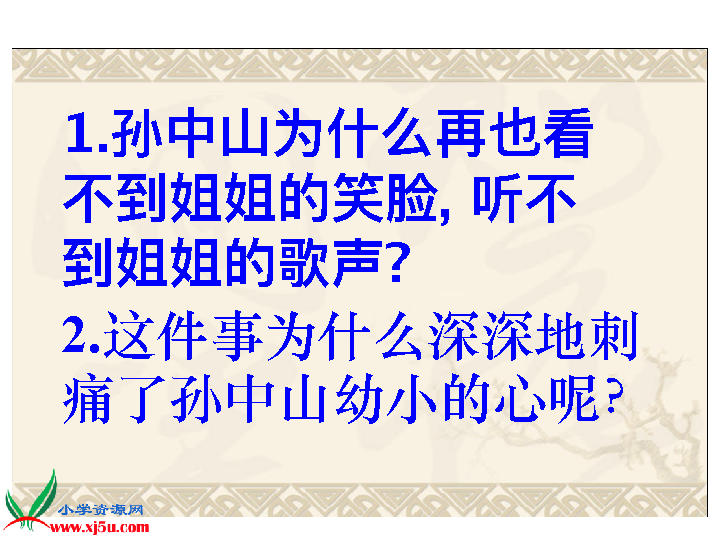 1.孙中山为什么再也看
不到姐姐的笑脸, 听不
到姐姐的歌声?
2.这件事为什么深深地刺
痛了孙中山幼小的心呢?
小学资源网
www.xj5u.com